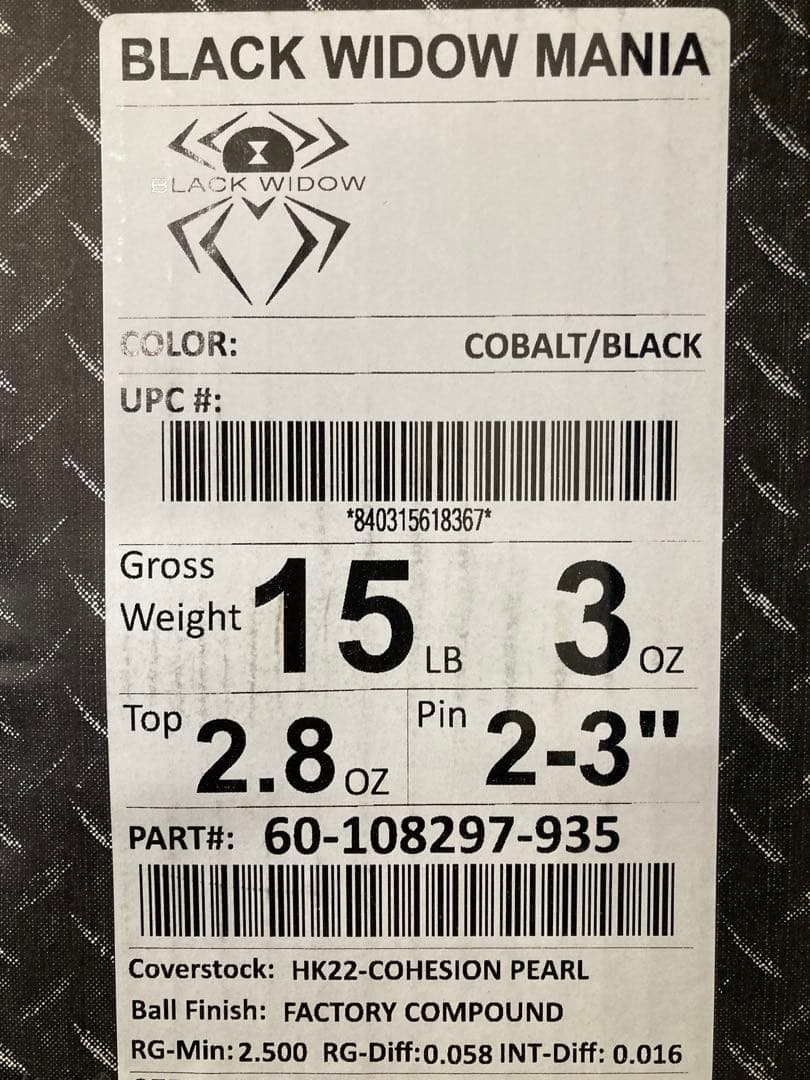 BLACK WIDOW MANIA
BLACK WIDOW
COLOR: COBALT/BLACK
UPC #:
*840315618367*
Gross Weight 15 LB 3 OZ
Top 2.8 OZ Pin 2-3"
PART#: 60-108297-935
Coverstock: HK22-COHESION PEARL
Ball Finish: FACTORY COMPOUND
RG-Min: 2.500 RG-Diff: 0.058 INT-Diff: 0.016